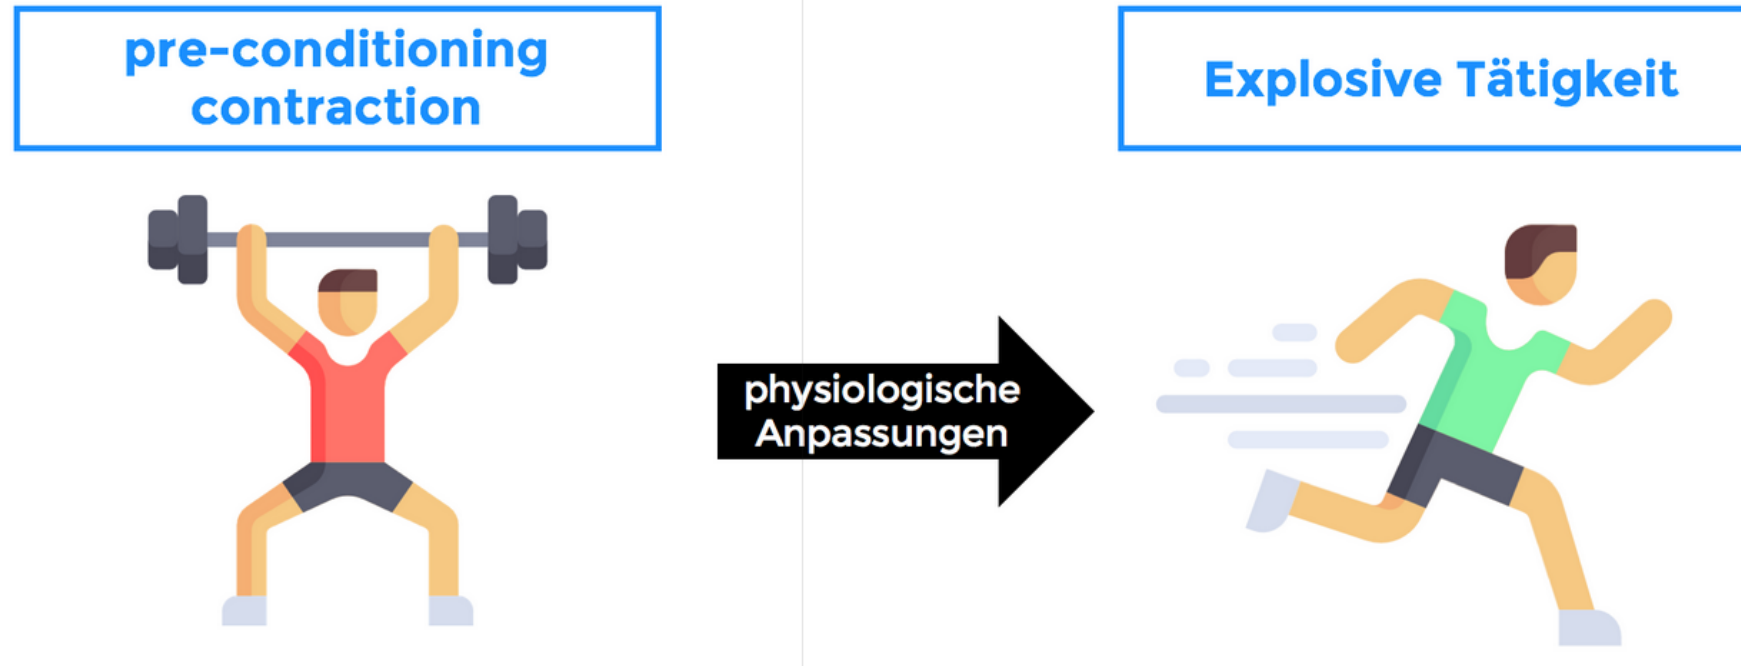 pre-conditioning
contraction
Explosive Tätigkeit
physiologische
Anpassungen